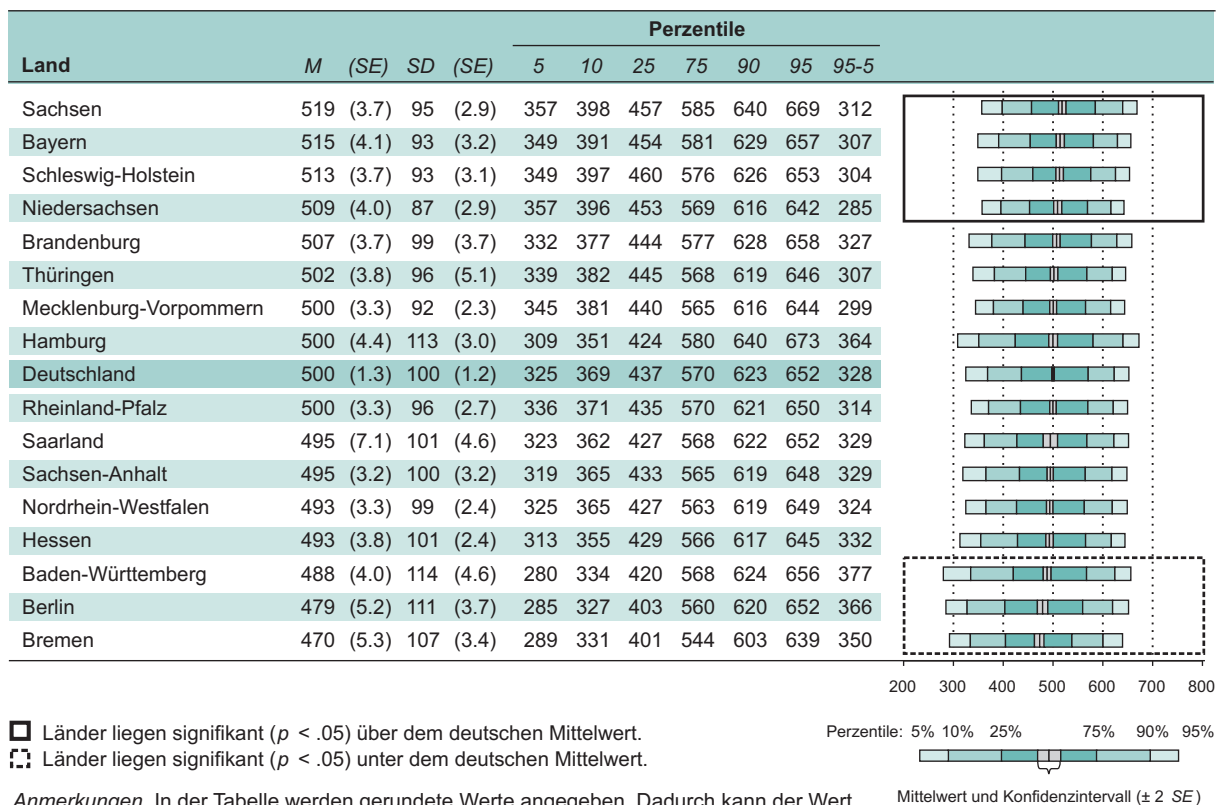 Perzentile
Land M (SE) SD (SE) 5 10 25 75 90 95 95-5
Sachsen 519 (3.7) 95 (2.9) 357 398 457 585 640 669 312
Bayern 515 (4.1) 93 (3.2) 349 391 454 581 629 657 307
Schleswig-Holstein 513 (3.7) 93 (3.1) 349 397 460 576 626 653 304
Niedersachsen 509 (4.0) 87 (2.9) 357 396 453 569 616 642 285
Brandenburg 507 (3.7) 99 (3.7) 332 377 444 577 628 658 327
Thüringen 502 (3.8) 96 (5.1) 339 382 445 568 619 646 307
Mecklenburg-Vorpommern 500 (3.3) 92 (2.3) 345 381 440 565 616 644 299
Hamburg 500 (4.4) 113 (3.0) 309 351 424 580 640 673 364
Deutschland 500 (1.3) 100 (1.2) 325 369 437 570 623 652 328
Rheinland-Pfalz 500 (3.3) 96 (2.7) 336 371 435 570 621 650 314
Saarland 495 (7.1) 101 (4.6) 323 362 427 568 622 652 329
Sachsen-Anhalt 495 (3.2) 100 (3.2) 319 365 433 565 619 648 329
Nordrhein-Westfalen 493 (3.3) 99 (2.4) 325 365 427 563 619 649 324
Hessen 493 (3.8) 101 (2.4) 313 355 429 566 617 645 332
Baden-Württemberg 488 (4.0) 114 (4.6) 280 334 420 568 624 656 377
Berlin 479 (5.2) 111 (3.7) 285 327 403 560 620 652 366
Bremen 470 (5.3) 107 (3.4) 289 331 401 544 603 639 350
200 300 400 500 600 700 800
Länder liegen signifikant (p < .05) über dem deutschen Mittelwert.
Länder liegen signifikant (p < .05) unter dem deutschen Mittelwert.
Perzentile: 5% 10% 25% 75% 90% 95%
Mittelwert und Konfidenzintervall (± 2 SE)
Anmerkungen. In der Tabelle werden gerundete Werte angegeben. Dadurch kann der Wert